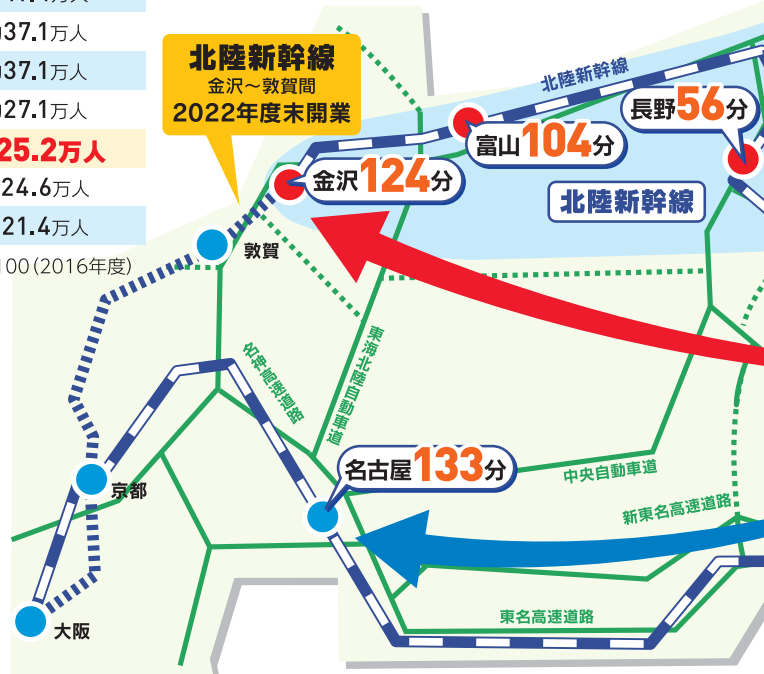 37.1万人
37.1万人
27.1万人
25.2万人
24.6万人
21.4万人
100(2016年度)
北陸新幹線
金沢～敦賀間
2022年度末開業
北陸新幹線
長野56分
富山104分
金沢124分
北陸新幹線
敦賀
東海北陸自動車道
名神高速道路
名古屋133分
中央自動車道
京都
新東名高速道路
東名高速道路
大阪